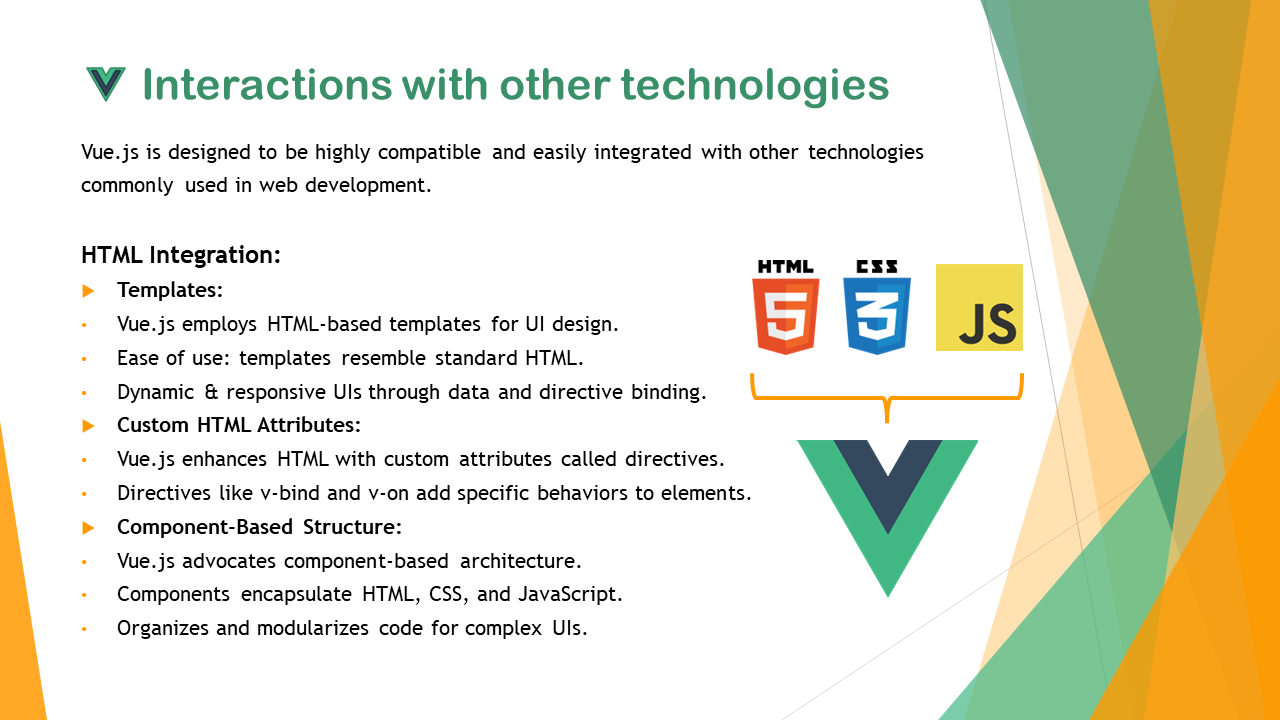 Interactions with other technologies
Vue.js is designed to be highly compatible and easily integrated with other technologies
commonly used in web development.
HTML Integration:
Templates:
Vue.js employs HTML-based templates for UI design.
Ease of use: templates resemble standard HTML.
Dynamic & responsive UIs through data and directive binding.
Custom HTML Attributes:
Vue.js enhances HTML with custom attributes called directives.
Directives like v-bind and v-on add specific behaviors to elements.
Component-Based Structure:
Vue.js advocates component-based architecture.
Components encapsulate HTML, CSS, and JavaScript.
Organizes and modularizes code for complex UIs.
HTML CSS
5 3 JS